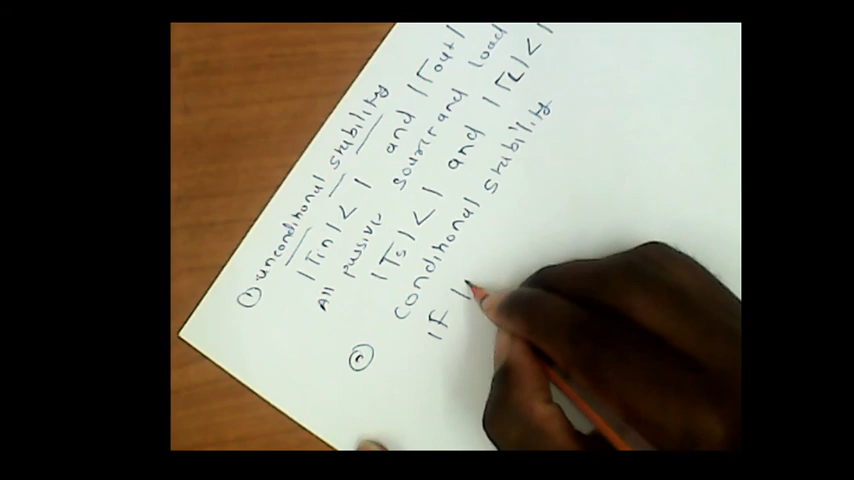 ① unconditional stability
|Γin| < 1 and |Γout|
All passive source and load
|Γs| < 1 and |ΓL| < 1
② conditional stability
If |